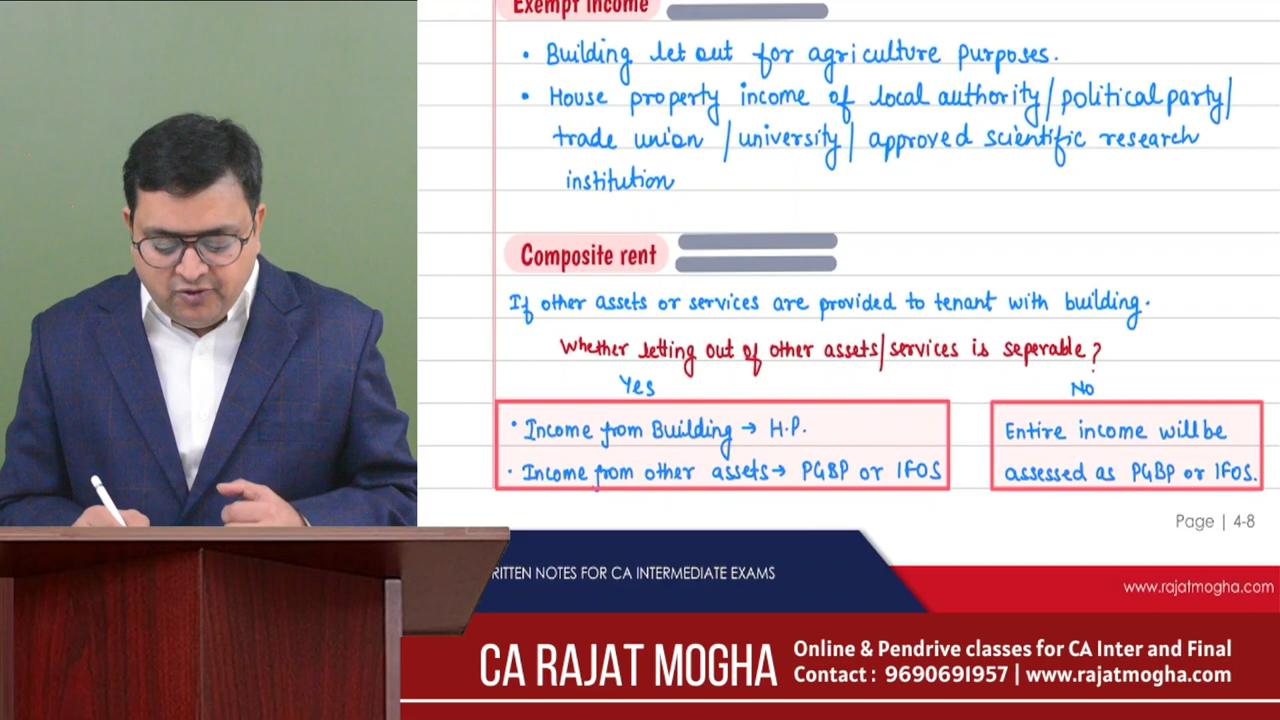 Exempt Income
• Building let out for agriculture purposes.
• House property income of local authority/political party/
trade union /university/ approved scientific research
institution
Composite rent
If other assets or services are provided to tenant with building.
Whether letting out of other assets/services is seperable?
Yes
No
• Income from Building → H.P.
• Income from other assets → PGBP or IFOS
Entire income will be
assessed as PGBP or IFOS.
Page | 4-8
RITTEN NOTES FOR CA INTERMEDIATE EXAMS
www.rajatmogha.com
CA RAJAT MOGHA
Online & Pendrive classes for CA Inter and Final
Contact : 9690691957 | www.rajatmogha.com